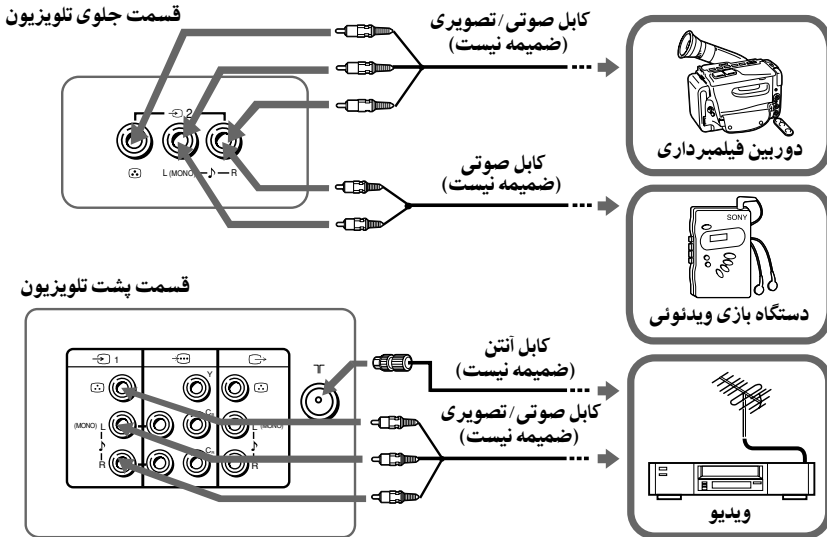 قسمت جلوی تلویزیون
کابل صوتی/تصویری
(ضمیمه نیست)
2
L (MONO)
R
دوربین فیلمبرداری
کابل صوتی
(ضمیمه نیست)
SONY
دستگاه بازی ویدئوئی
قسمت پشت تلویزیون
کابل آنتن
(ضمیمه نیست)
1
Y
(MONO) L
L (MONO)
R
R
کابل صوتی/تصویری
(ضمیمه نیست)
ویدیو